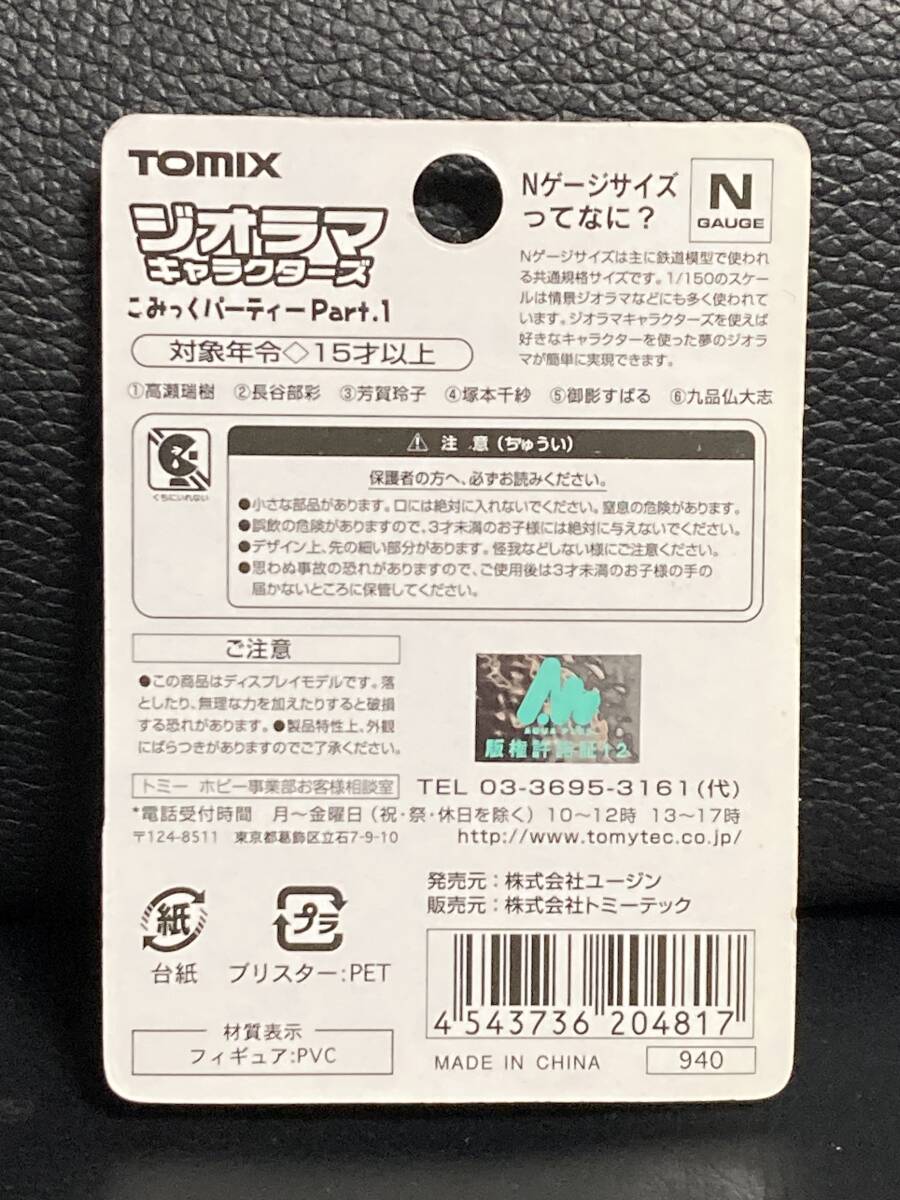 TOMIX
ジオラマ
キャラクターズ
こみっくパーティーPart.1
対象年令◇15才以上
Nゲージサイズ
ってなに?
N
GAUGE
Nゲージサイズは主に鉄道模型で使われ
る共通規格サイズです。1/150のスケー
ルは情景ジオラマなどにも多く使われて
います。ジオラマキャラクターズを使えば
好きなキャラクターを使った夢のジオラ
マが簡単に実現できます。
①高瀬瑞樹 ②長谷部彩 ③芳賀玲子 ④塚本千紗 ⑤御影すばる ⑥九品仏大志
くちにいれない
⚠ 注意(ちゅうい)
保護者の方へ、必ずお読みください。
●小さな部品があります。口には絶対に入れないでください。窒息の危険があります。
●誤飲の危険がありますので、3才未満のお子様には絶対に与えないでください。
●デザイン上、先の細い部分があります。怪我などしない様にご注意ください。
●思わぬ事故の恐れがありますので、ご使用後は3才未満のお子様の手の
届かないところに保管してください。
ご注意
●この商品はディスプレイモデルです。落
としたり、無理な力を加えたりすると破損
する恐れがあります。●製品特性上、外観
にばらつきがありますのでご了承ください。
AQUA PLUS
版権許諾証12
トミー ホビー事業部お客様相談室 TEL 03-3695-3161(代)
*電話受付時間 月〜金曜日(祝・祭・休日を除く)10〜12時 13〜17時
〒124-8511 東京都葛飾区立石7-9-10 http://www.tomytec.co.jp/
発売元:株式会社ユージン
販売元:株式会社トミーテック
紙
台紙
プラ
ブリスター:PET
材質表示
フィギュア:PVC
4 543736 204817
MADE IN CHINA 940